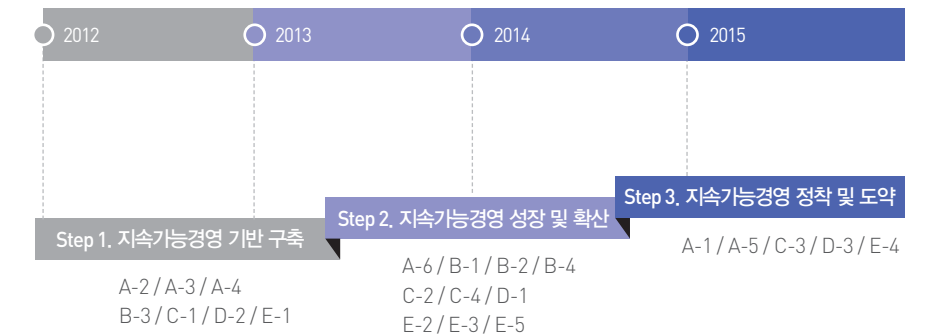 2012
2013
2014
2015
Step 1. 지속가능경영 기반 구축
A-2 / A-3 / A-4
B-3 / C-1 / D-2 / E-1
Step 2. 지속가능경영 성장 및 확산
A-6 / B-1 / B-2 / B-4
C-2 / C-4 / D-1
E-2 / E-3 / E-5
Step 3. 지속가능경영 정착 및 도약
A-1 / A-5 / C-3 / D-3 / E-4